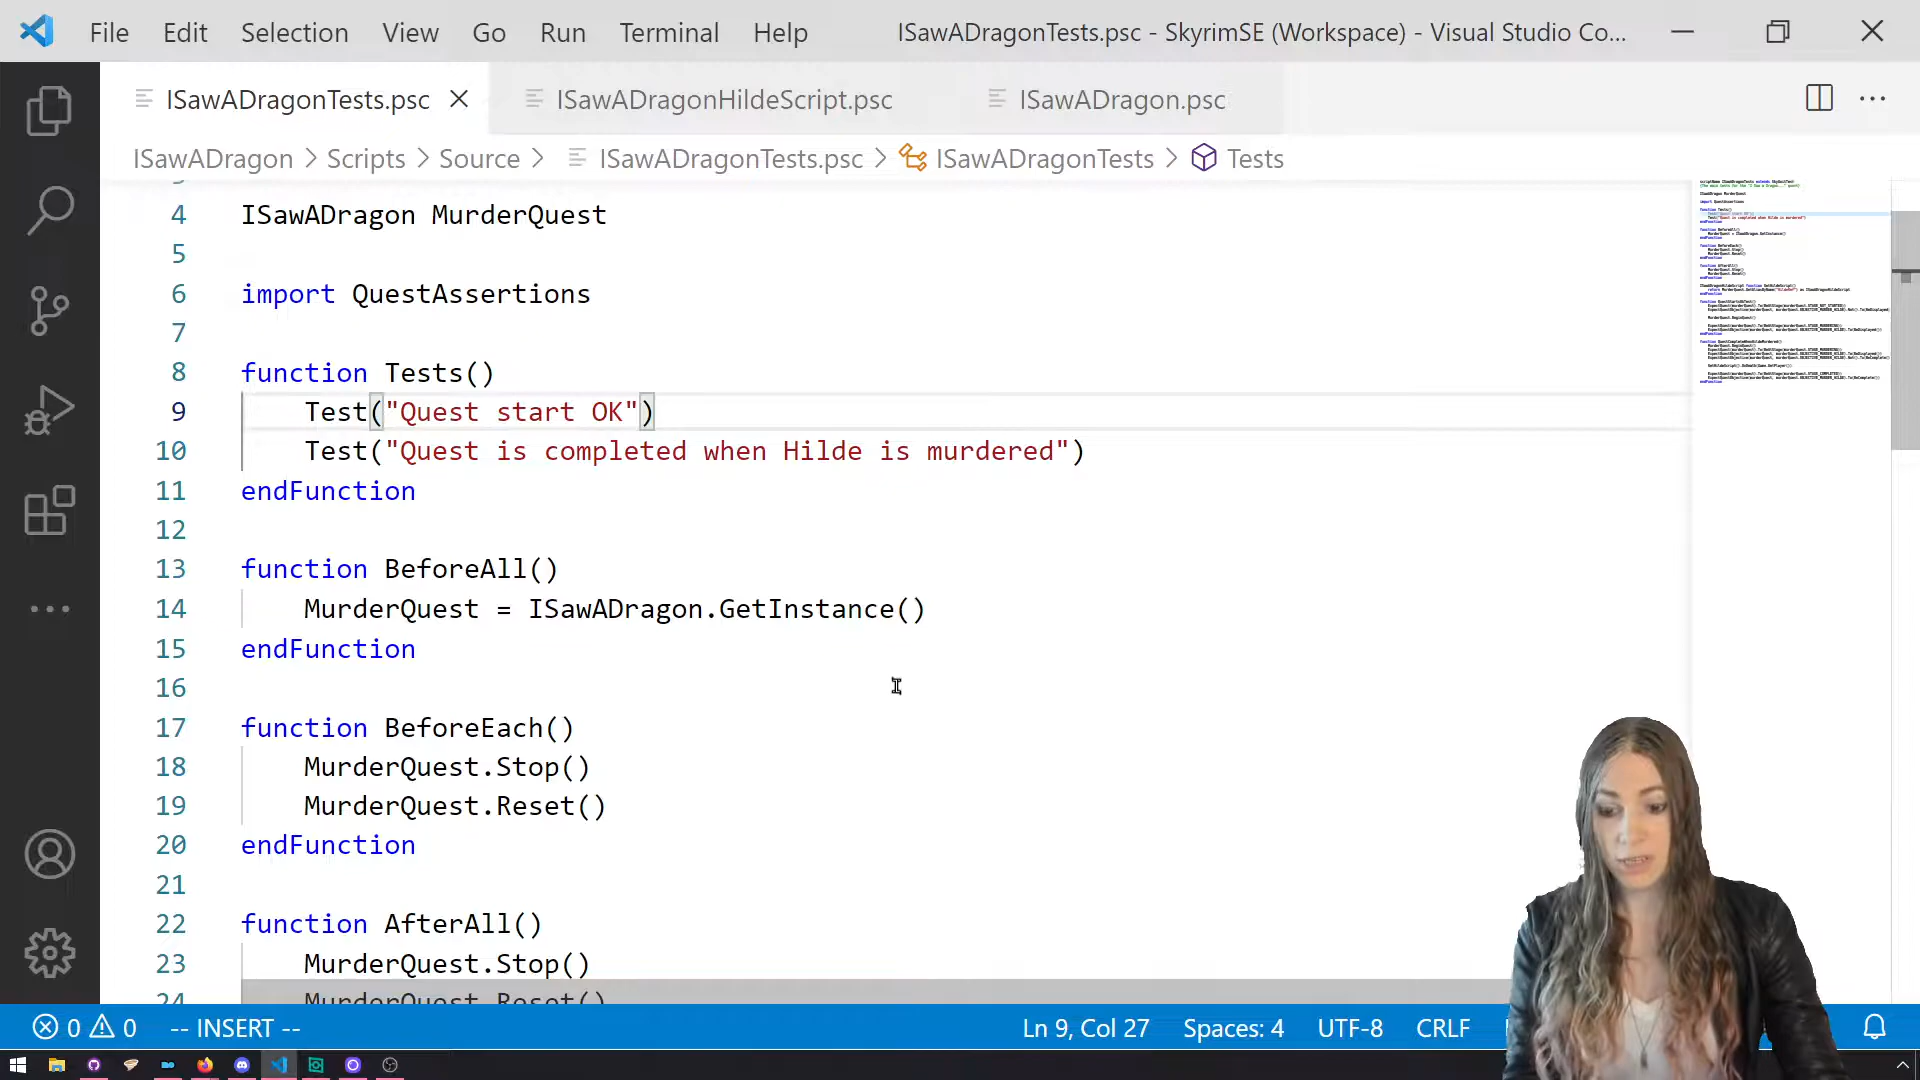 File Edit Selection View Go Run Terminal Help ISawADragonTests.psc - SkyrimSE (Workspace) - Visual Studio Co...
ISawADragonTests.psc ISawADragonHildeScript.psc ISawADragon.psc
ISawADragon > Scripts > Source > ISawADragonTests.psc > ISawADragonTests > Tests
4 ISawADragon MurderQuest
5
6 import QuestAssertions
7
8 function Tests()
9 Test("Quest start OK")
10 Test("Quest is completed when Hilde is murdered")
11 endFunction
12
13 function BeforeAll()
14 MurderQuest = ISawADragon.GetInstance()
15 endFunction
16
17 function BeforeEach()
18 MurderQuest.Stop()
19 MurderQuest.Reset()
20 endFunction
21
22 function AfterAll()
23 MurderQuest.Stop()
24 MurderQuest.Reset()
0 0 -- INSERT -- Ln 9, Col 27 Spaces: 4 UTF-8 CRLF